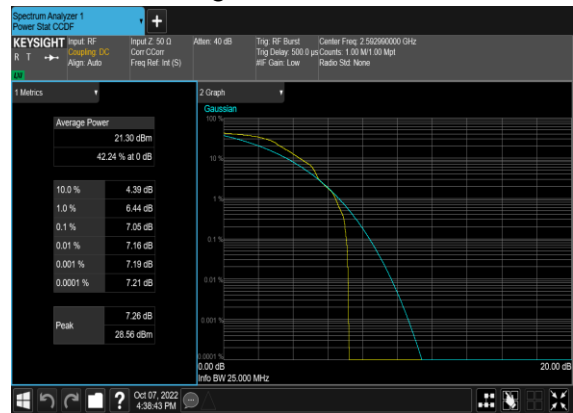 Spectrum Analyzer 1
Power Stat CCDF
+
KEYSIGHT
R T
LW
Input: RF
Coupling: DC
Align: Auto
Input Z: 50 Ω
Corr CCorr
Freq Ref: Int (S)
Atten: 40 dB
Trig: RF Burst
Trig Delay: 500.0 µs
#IF Gain: Low
Center Freq: 2.592990000 GHz
Counts: 1.00 M/1.00 Mpt
Radio Std: None
1 Metrics
Average Power
21.30 dBm
42.24 % at 0 dB
10.0 % 4.39 dB
1.0 % 6.44 dB
0.1 % 7.05 dB
0.01 % 7.16 dB
0.001 % 7.19 dB
0.0001 % 7.21 dB
Peak
7.26 dB
28.56 dBm
2 Graph
Gaussian
100 %
10 %
1 %
0.1 %
0.01 %
0.001 %
0.0001 %
0.00 dB
20.00 dB
Info BW 25.000 MHz
?
Oct 07, 2022
4:38:43 PM